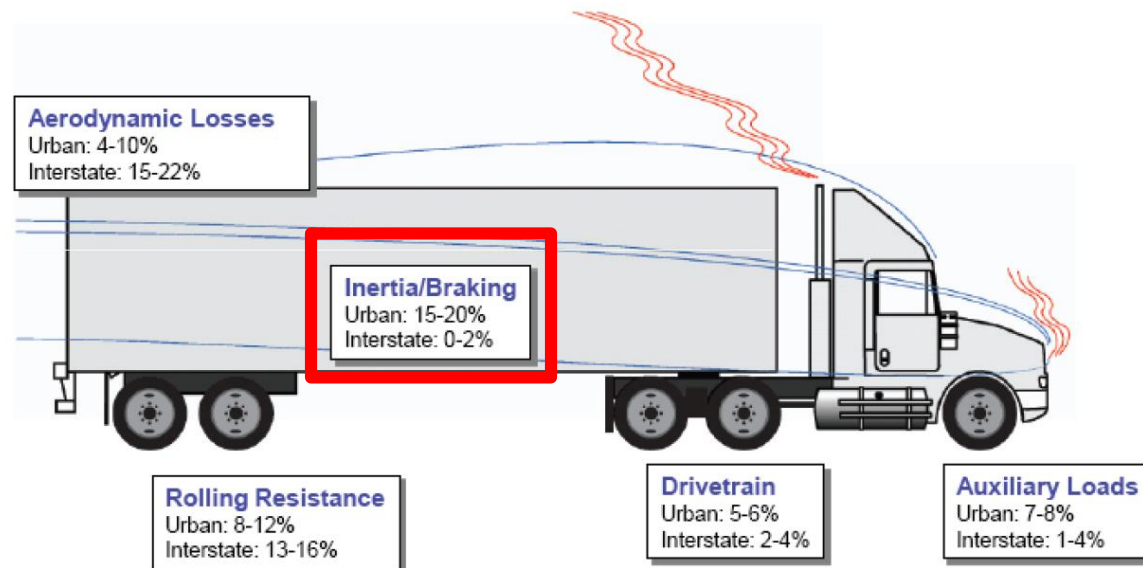 Aerodynamic Losses
Urban: 4-10%
Interstate: 15-22%
Inertia/Braking
Urban: 15-20%
Interstate: 0-2%
Rolling Resistance
Urban: 8-12%
Interstate: 13-16%
Drivetrain
Urban: 5-6%
Interstate: 2-4%
Auxiliary Loads
Urban: 7-8%
Interstate: 1-4%